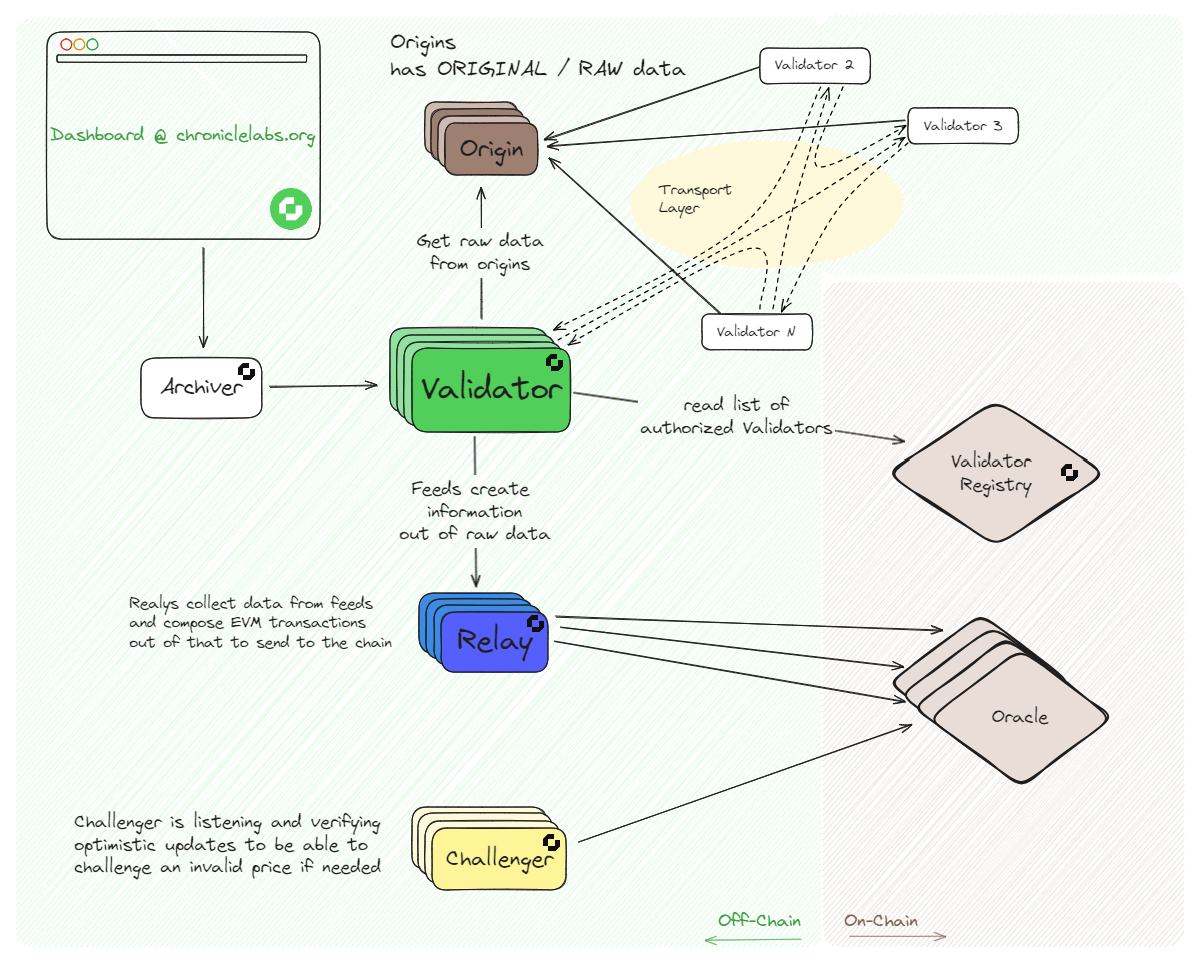 Origins
has ORIGINAL / RAW data
Validator 2
Validator 3
Dashboard @ chroniclelabs.org
Origin
Transport
Layer
Get raw data
from origins
Validator N
Archiver
Validator
read list of
authorized Validators
Validator
Registry
Feeds create
information
out of raw data
Realys collect data from feeds
and compose EVM transactions
out of that to send to the chain
Relay
Oracle
Challenger is listening and verifying
optimistic updates to be able to
challenge an invalid price if needed
Challenger
Off-Chain
On-Chain